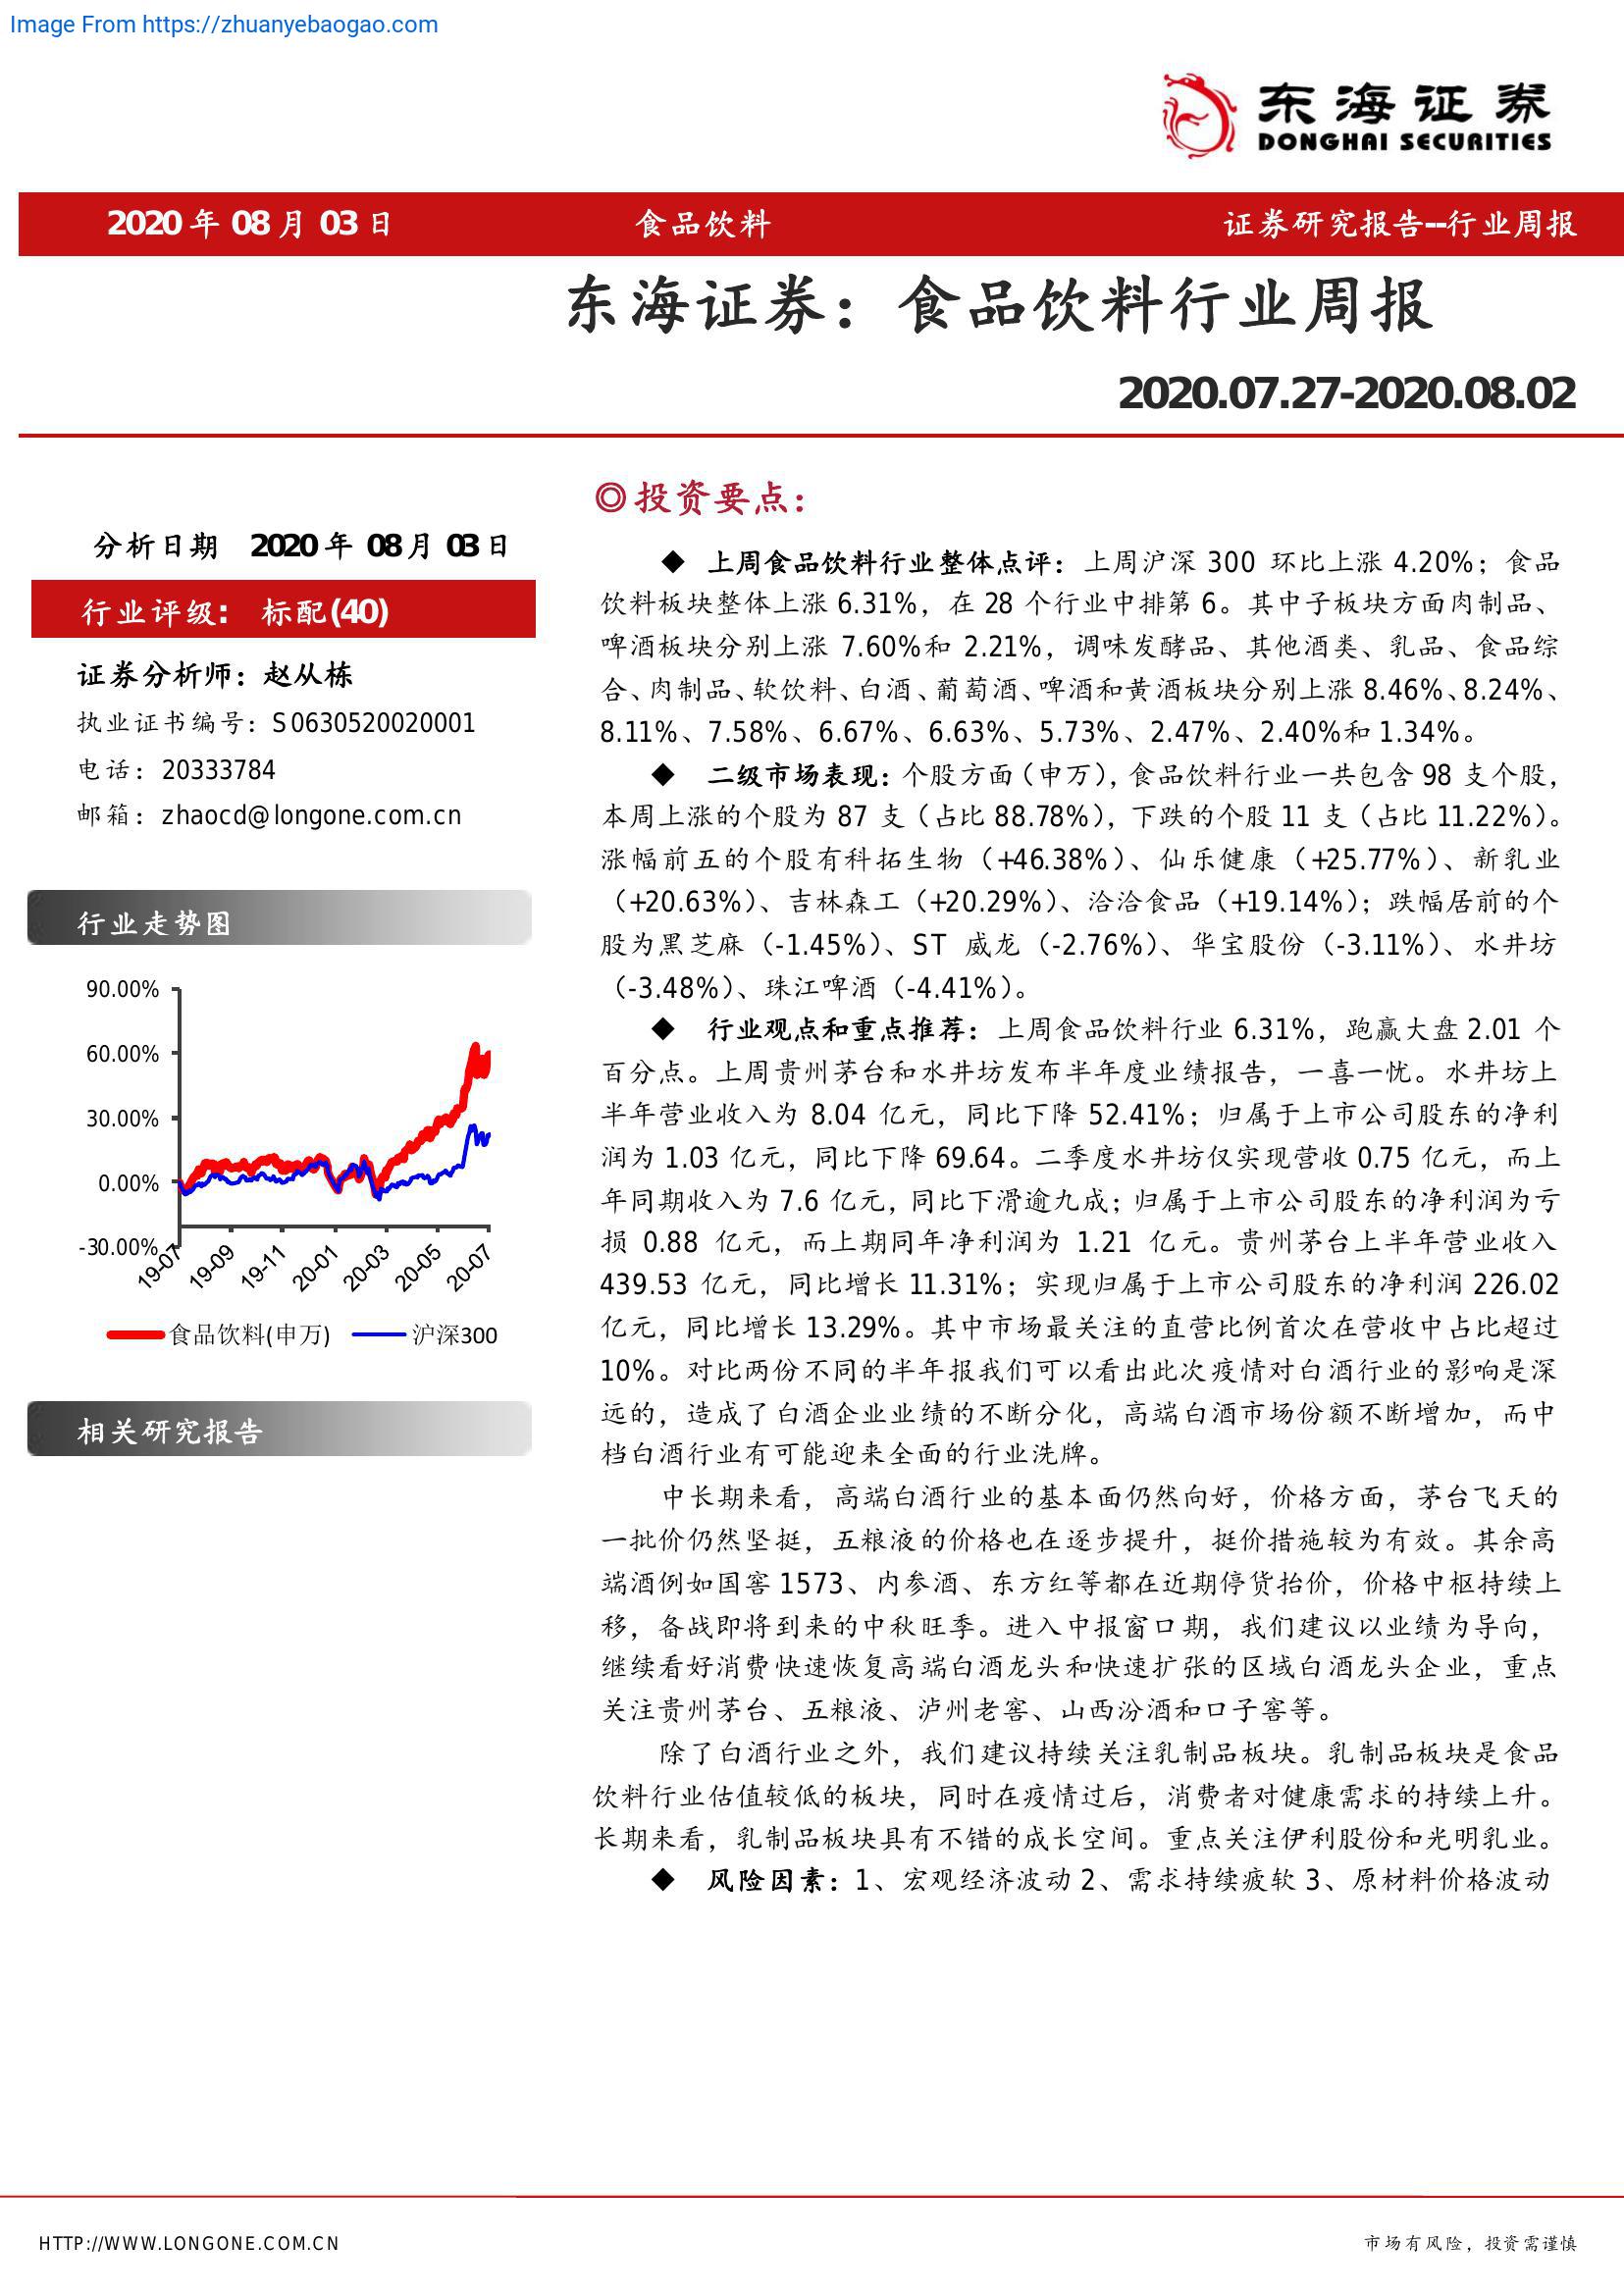 Image From https://zhuanyebaogao.com
东海证券
DONGHAI SECURITIES
2020 年 08 月 03 日
食品饮料
证券研究报告--行业周报
东海证券：食品饮料行业周报
2020.07.27-2020.08.02
分析日期 2020 年 08 月 03 日
行业评级： 标配(40)
证券分析师：赵从栋
执业证书编号：S0630520020001
电话：20333784
邮箱：zhaocd@longone.com.cn
行业走势图
90.00%
60.00%
30.00%
0.00%
-30.00%
19-07
19-09
19-11
20-01
20-03
20-05
20-07
食品饮料(申万)
沪深300
相关研究报告
◎投资要点：
◆ 上周食品饮料行业整体点评：上周沪深 300 环比上涨 4.20%；食品
饮料板块整体上涨 6.31%，在 28 个行业中排第 6。其中子板块方面肉制品、
啤酒板块分别上涨 7.60%和 2.21%，调味发酵品、其他酒类、乳品、食品综
合、肉制品、软饮料、白酒、葡萄酒、啤酒和黄酒板块分别上涨 8.46%、8.24%、
8.11%、7.58%、6.67%、6.63%、5.73%、2.47%、2.40%和 1.34%。
◆ 二级市场表现：个股方面（申万），食品饮料行业一共包含 98 支个股，
本周上涨的个股为 87 支（占比 88.78%），下跌的个股 11 支（占比 11.22%）。
涨幅前五的个股有科拓生物（+46.38%）、仙乐健康（+25.77%）、新乳业
（+20.63%）、吉林森工（+20.29%）、洽洽食品（+19.14%）；跌幅居前的个
股为黑芝麻（-1.45%）、ST 威龙（-2.76%）、华宝股份（-3.11%）、水井坊
（-3.48%）、珠江啤酒（-4.41%）。
◆ 行业观点和重点推荐：上周食品饮料行业 6.31%，跑赢大盘 2.01 个
百分点。上周贵州茅台和水井坊发布半年度业绩报告，一喜一忧。水井坊上
半年营业收入为 8.04 亿元，同比下降 52.41%；归属于上市公司股东的净利
润为 1.03 亿元，同比下降 69.64。二季度水井坊仅实现营收 0.75 亿元，而上
年同期收入为 7.6 亿元，同比下滑逾九成；归属于上市公司股东的净利润为亏
损 0.88 亿元，而上期同年净利润为 1.21 亿元。贵州茅台上半年营业收入
439.53 亿元，同比增长 11.31%；实现归属于上市公司股东的净利润 226.02
亿元，同比增长 13.29%。其中市场最关注的直营比例首次在营收中占比超过
10%。对比两份不同的半年报我们可以看出此次疫情对白酒行业的影响是深
远的，造成了白酒企业业绩的不断分化，高端白酒市场份额不断增加，而中
档白酒行业有可能迎来全面的行业洗牌。
中长期来看，高端白酒行业的基本面仍然向好，价格方面，茅台飞天的
一批价仍然坚挺，五粮液的价格也在逐步提升，挺价措施较为有效。其余高
端酒例如国窖 1573、内参酒、东方红等都在近期停货抬价，价格中枢持续上
移，备战即将到来的中秋旺季。进入中报窗口期，我们建议以业绩为导向，
继续看好消费快速恢复高端白酒龙头和快速扩张的区域白酒龙头企业，重点
关注贵州茅台、五粮液、泸州老窖、山西汾酒和口子窖等。
除了白酒行业之外，我们建议持续关注乳制品板块。乳制品板块是食品
饮料行业估值较低的板块，同时在疫情过后，消费者对健康需求的持续上升。
长期来看，乳制品板块具有不错的成长空间。重点关注伊利股份和光明乳业。
◆ 风险因素：1、宏观经济波动 2、需求持续疲软 3、原材料价格波动
HTTP://WWW.LONGONE.COM.CN
市场有风险，投资需谨慎